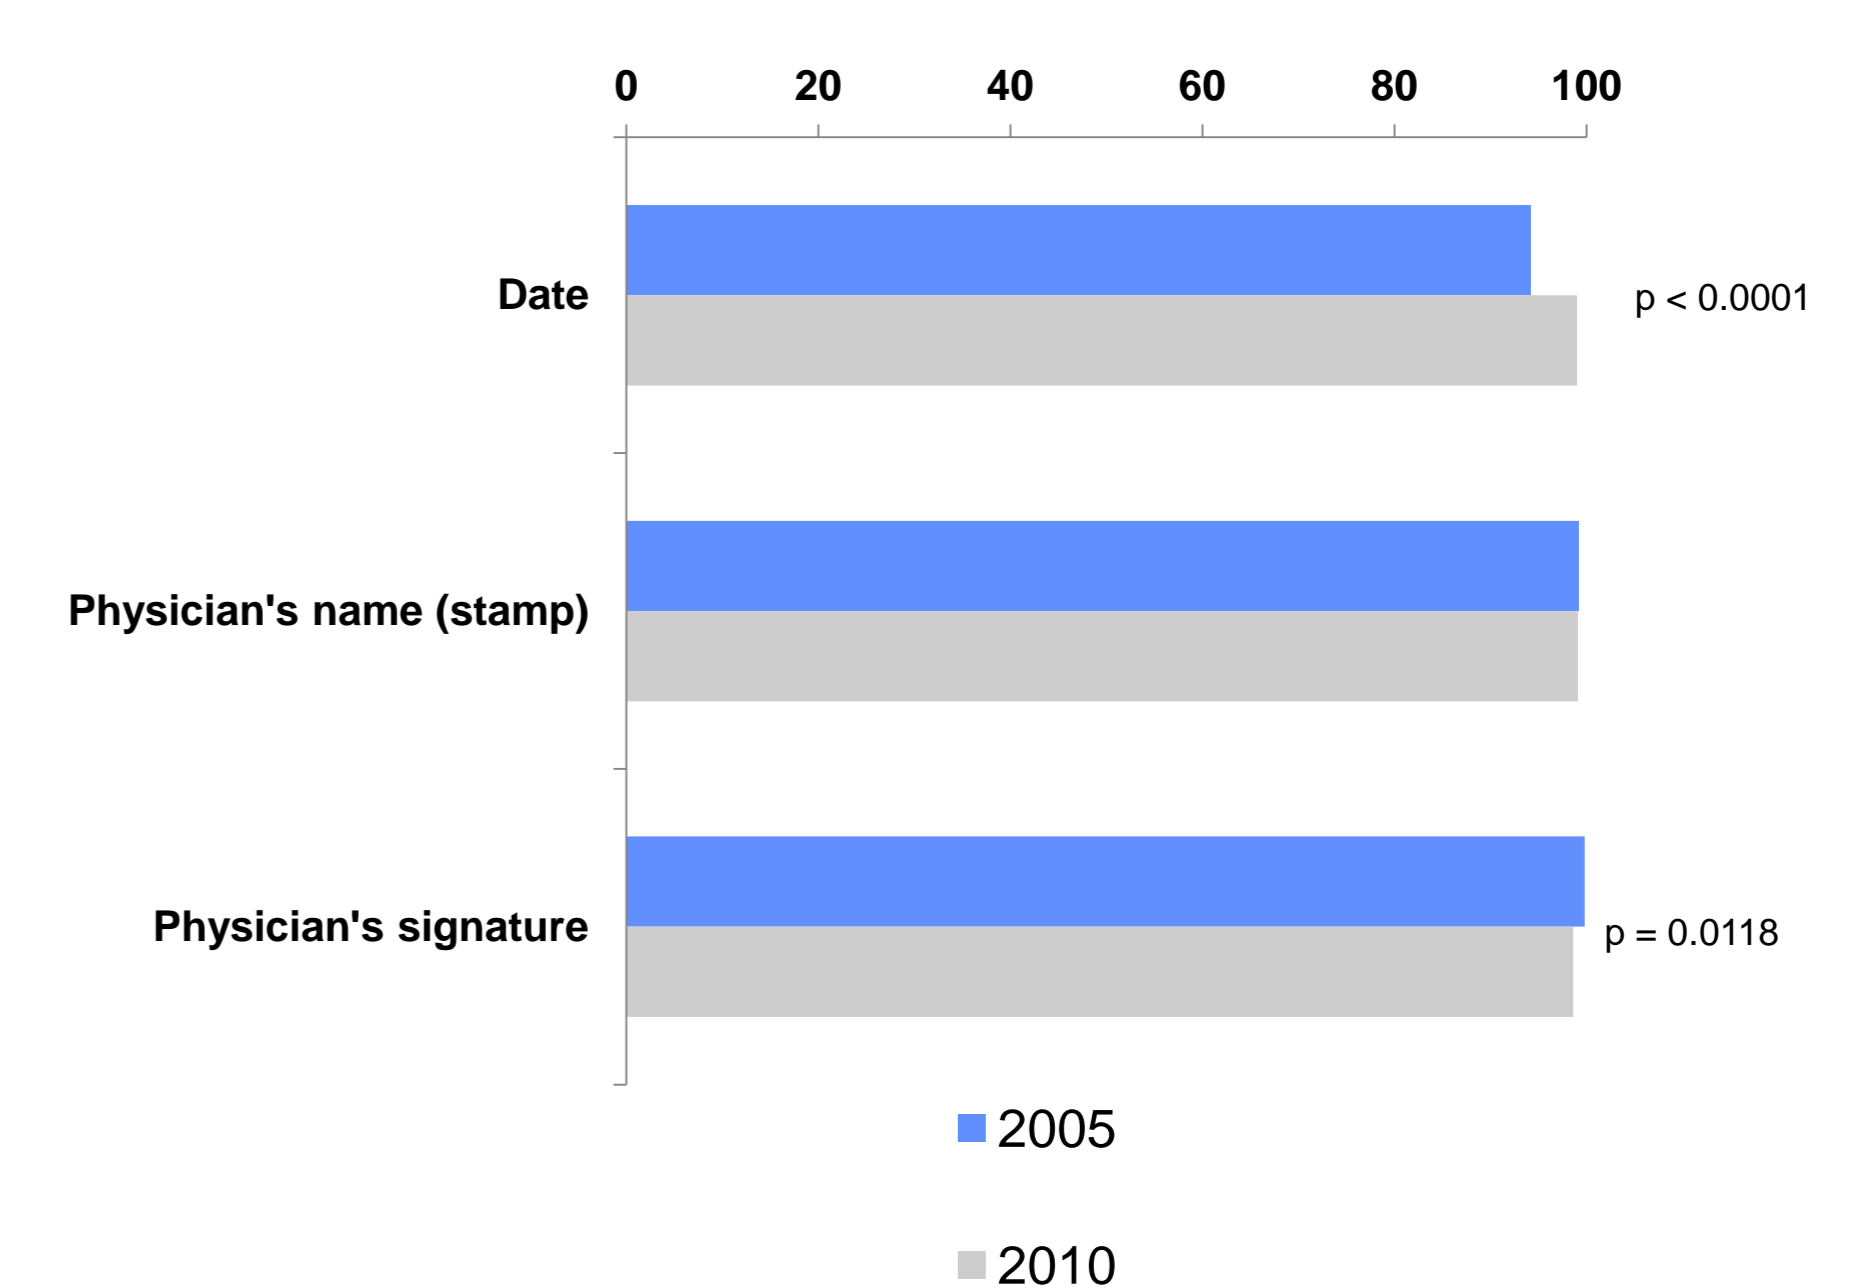 0 20 40 60 80 100
Date
p < 0.0001
Physician's name (stamp)
Physician's signature
p = 0.0118
2005
2010